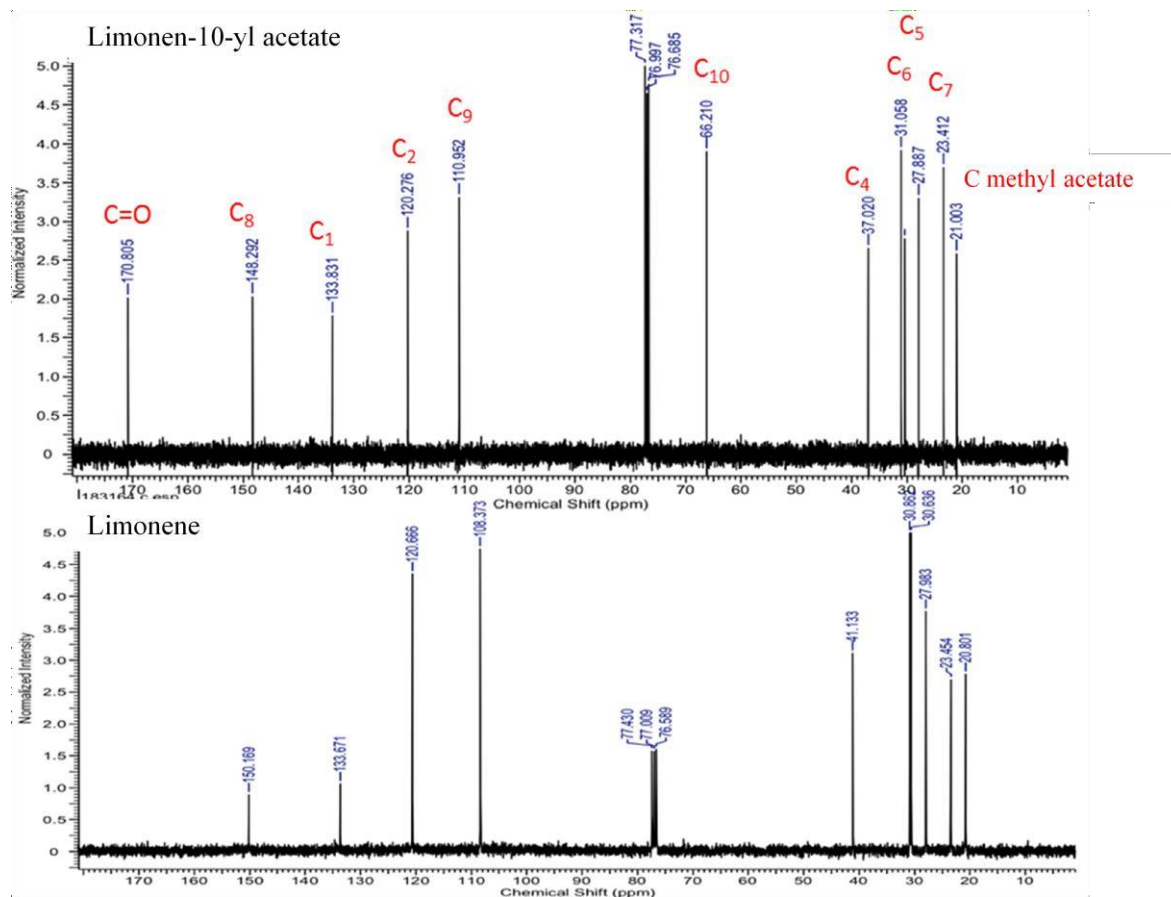 Limonen-10-yl acetate
C=O
C8
C1
C2
C9
C10
C4
C6
C5
C7
C methyl acetate
170.805
148.292
133.831
120.276
110.952
77.317
76.997
76.685
66.210
37.020
31.058
27.887
23.412
21.003
Normalized Intensity
5.0
4.5
4.0
3.5
3.0
2.5
2.0
1.5
1.0
0.5
0
170 160 150 140 130 120 110 100 90 80 70 60 50 40 30 20 10
Chemical Shift (ppm)
Limonene
150.169
133.671
120.666
108.373
77.430
77.009
76.589
41.133
30.636
27.983
23.454
20.801
Normalized Intensity
5.0
4.5
4.0
3.5
3.0
2.5
2.0
1.5
1.0
0.5
0
170 160 150 140 130 120 110 100 90 80 70 60 50 40 30 20 10
Chemical Shift (ppm)